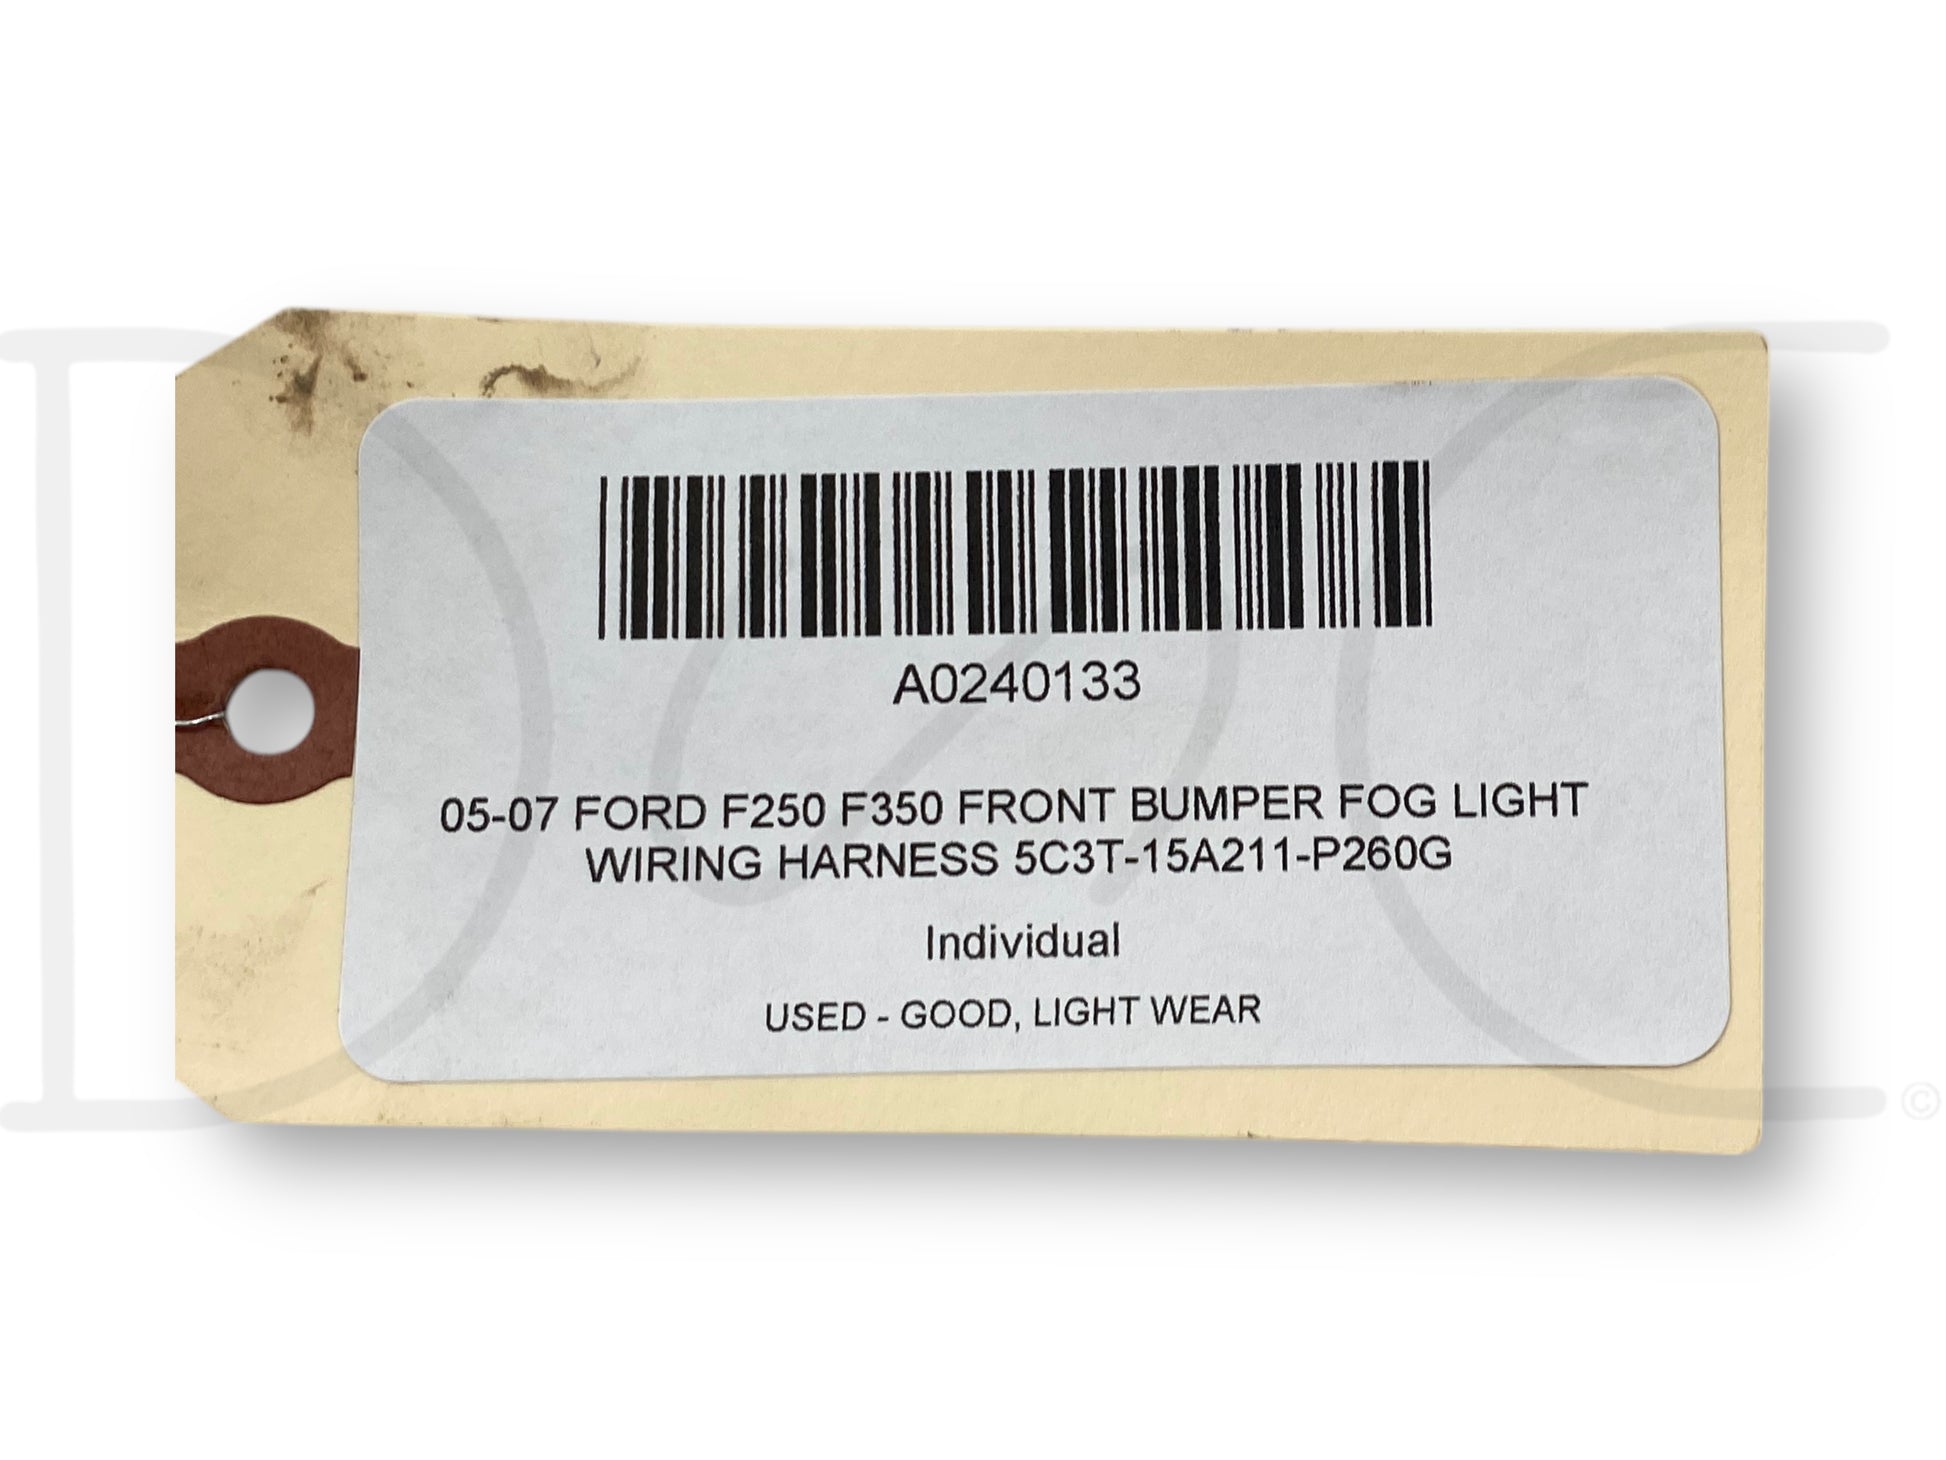 A0240133
05-07 FORD F250 F350 FRONT BUMPER FOG LIGHT
WIRING HARNESS 5C3T-15A211-P260G
Individual
USED - GOOD, LIGHT WEAR
©